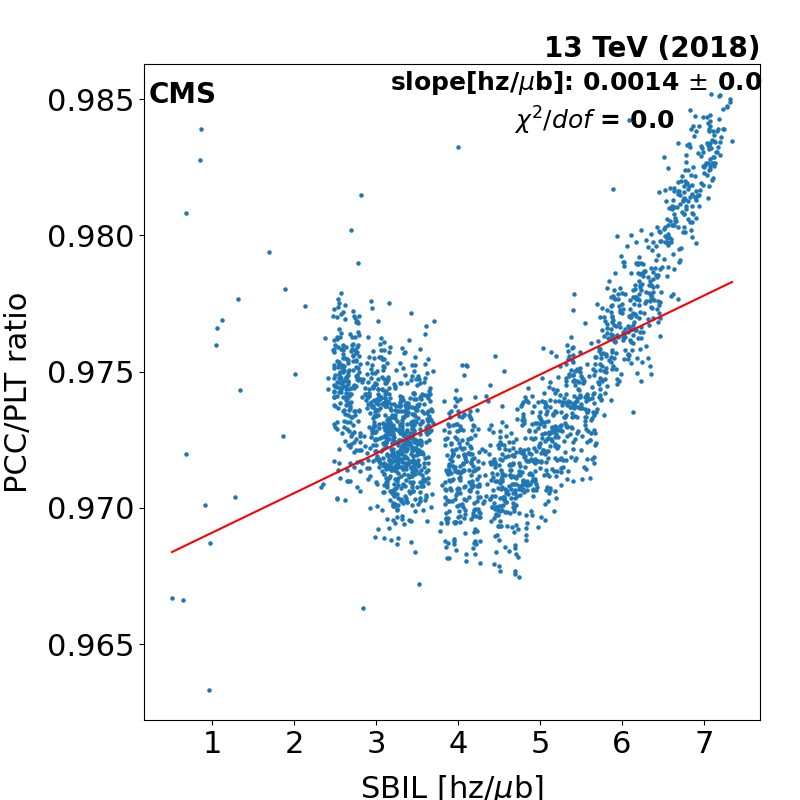 13 TeV (2018)
CMS
slope[hz/μb]: 0.0014 ± 0.0
χ²/dof = 0.0
0.985
0.980
0.975
0.970
0.965
PCC/PLT ratio
1 2 3 4 5 6 7
SBIL [hz/μb]